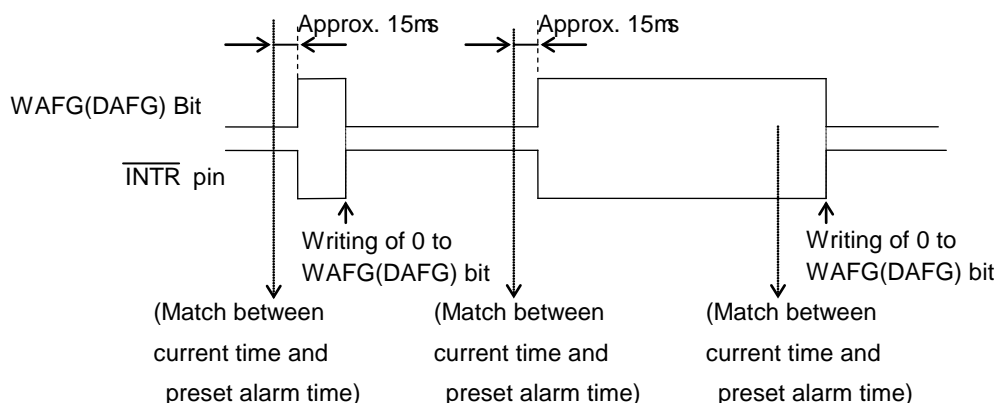 Approx. 15ms
Approx. 15ms
WAFG(DAFG) Bit
INTR pin
Writing of 0 to
WAFG(DAFG) bit
Writing of 0 to
WAFG(DAFG) bit
(Match between
current time and
preset alarm time)
(Match between
current time and
preset alarm time)
(Match between
current time and
preset alarm time)